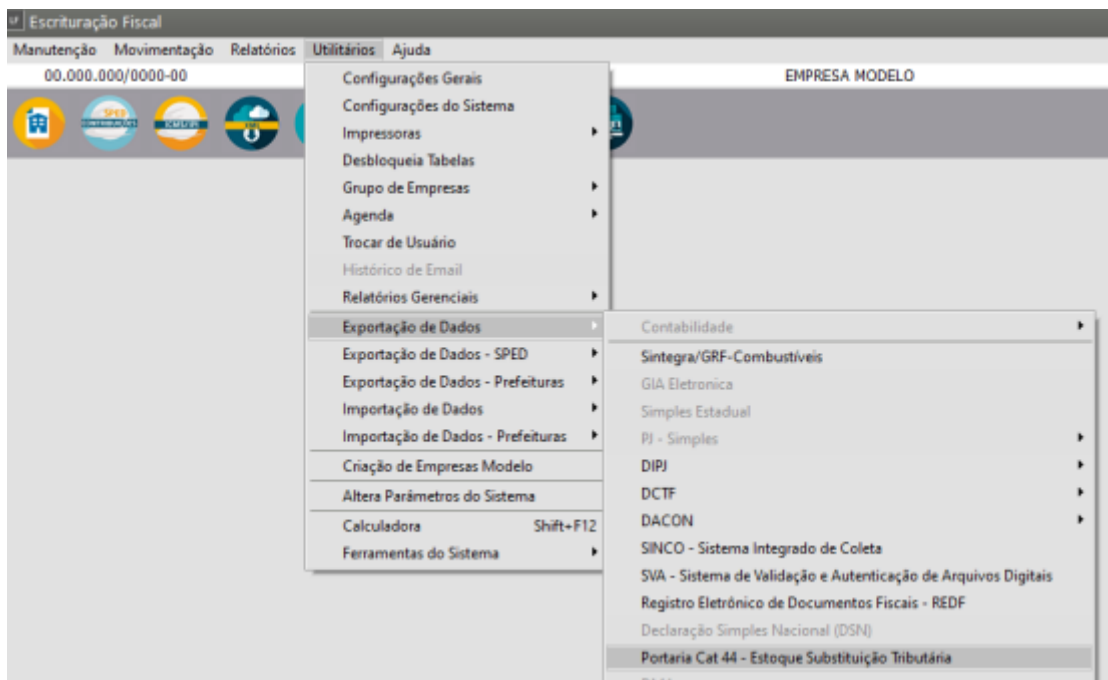 Escrituração Fiscal
Manutenção Movimentação Relatórios Utilitários Ajuda
00.000.000/0000-00 EMPRESA MODELO
SPED
Configurações Gerais
Configurações do Sistema
Impressoras
Desbloqueia Tabelas
Grupo de Empresas
Agenda
Trocar de Usuário
Histórico de Email
Relatórios Gerenciais
Exportação de Dados
Exportação de Dados - SPED
Exportação de Dados - Prefeituras
Importação de Dados
Importação de Dados - Prefeituras
Criação de Empresas Modelo
Altera Parâmetros do Sistema
Calculadora Shift+F12
Ferramentas do Sistema
Contabilidade
Sintegra/GRF-Combustíveis
GIA Eletronica
Simples Estadual
PJ - Simples
DIPJ
DCTF
DACON
SINCO - Sistema Integrado de Coleta
SVA - Sistema de Validação e Autenticação de Arquivos Digitais
Registro Eletrônico de Documentos Fiscais - REDF
Declaração Simples Nacional (DSN)
Portaria Cat 44 - Estoque Substituição Tributária